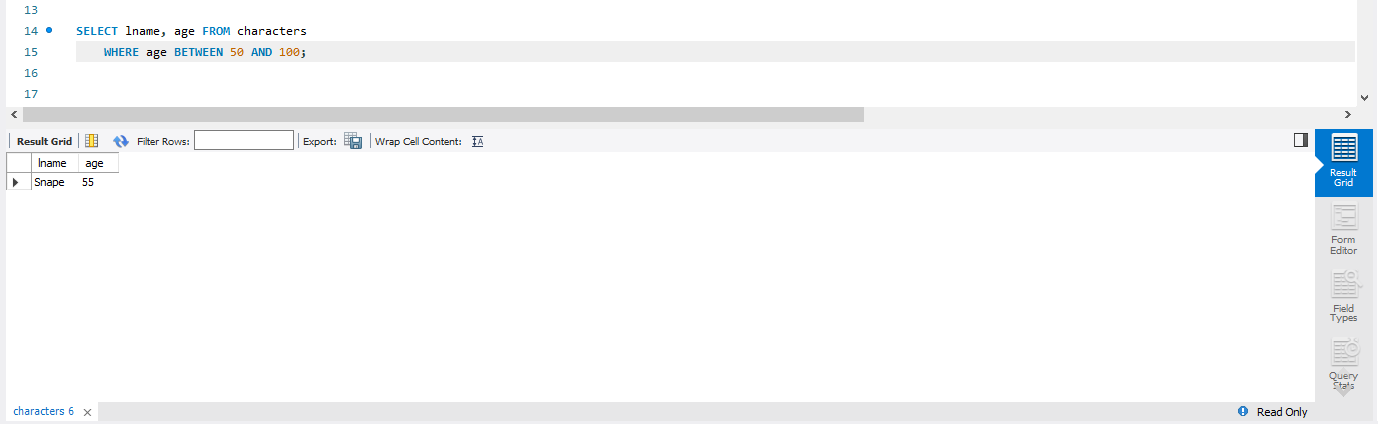 13
14 SELECT lname, age FROM characters
15 WHERE age BETWEEN 50 AND 100;
16
17
Result Grid Filter Rows: Export: Wrap Cell Content:
lname age
Snape 55
Result
Grid
Form
Editor
Field
Types
Query
Stats
characters 6
Read Only